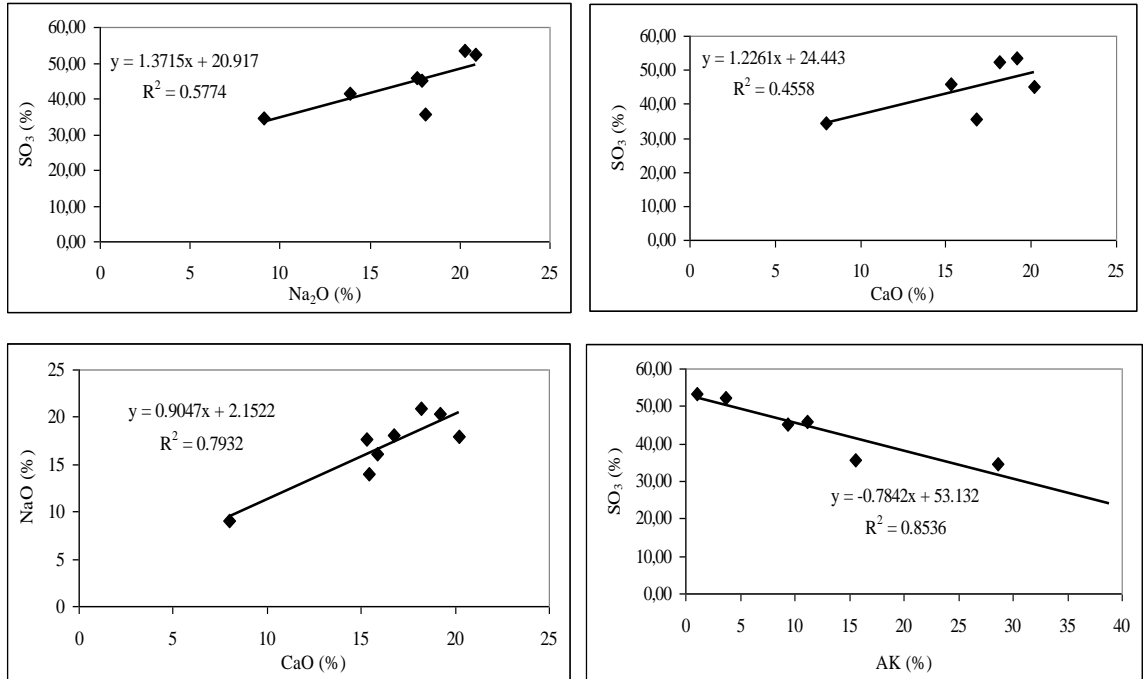 60,00
50,00
40,00
30,00
20,00
10,00
0,00
SO₃ (%)
y = 1.3715x + 20.917
R² = 0.5774
0 5 10 15 20 25
Na₂O (%)
60,00
50,00
40,00
30,00
20,00
10,00
0,00
SO₃ (%)
y = 1.2261x + 24.443
R² = 0.4558
0 5 10 15 20 25
CaO (%)
25
20
15
10
5
0
NaO (%)
y = 0.9047x + 2.1522
R² = 0.7932
0 5 10 15 20 25
CaO (%)
60,00
50,00
40,00
30,00
20,00
10,00
0,00
SO₃ (%)
y = -0.7842x + 53.132
R² = 0.8536
0 5 10 15 20 25 30 35 40
AK (%)